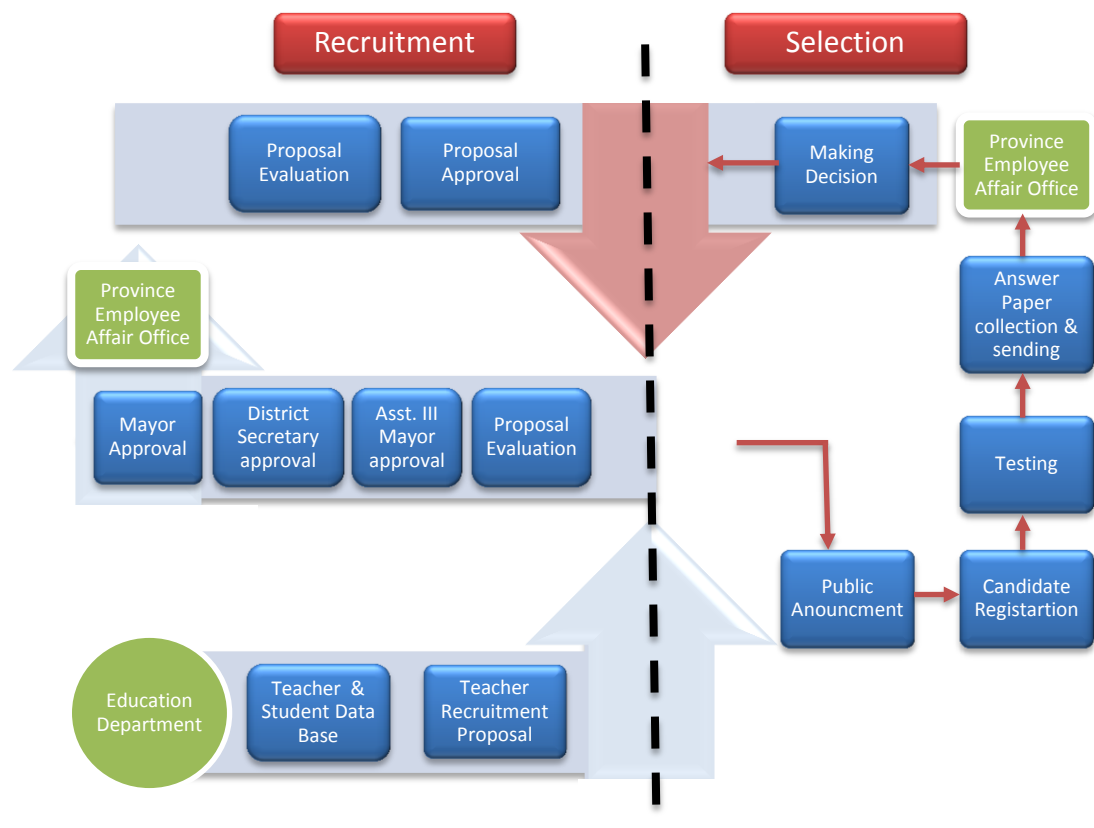 Recruitment
Selection
Proposal
Evaluation
Proposal
Approval
Making
Decision
Province
Employee
Affair Office
Province
Employee
Affair Office
Answer
Paper
collection &
sending
Mayor
Approval
District
Secretary
approval
Asst. III
Mayor
approval
Proposal
Evaluation
Testing
Public
Anouncment
Candidate
Registartion
Education
Department
Teacher &
Student Data
Base
Teacher
Recruitment
Proposal